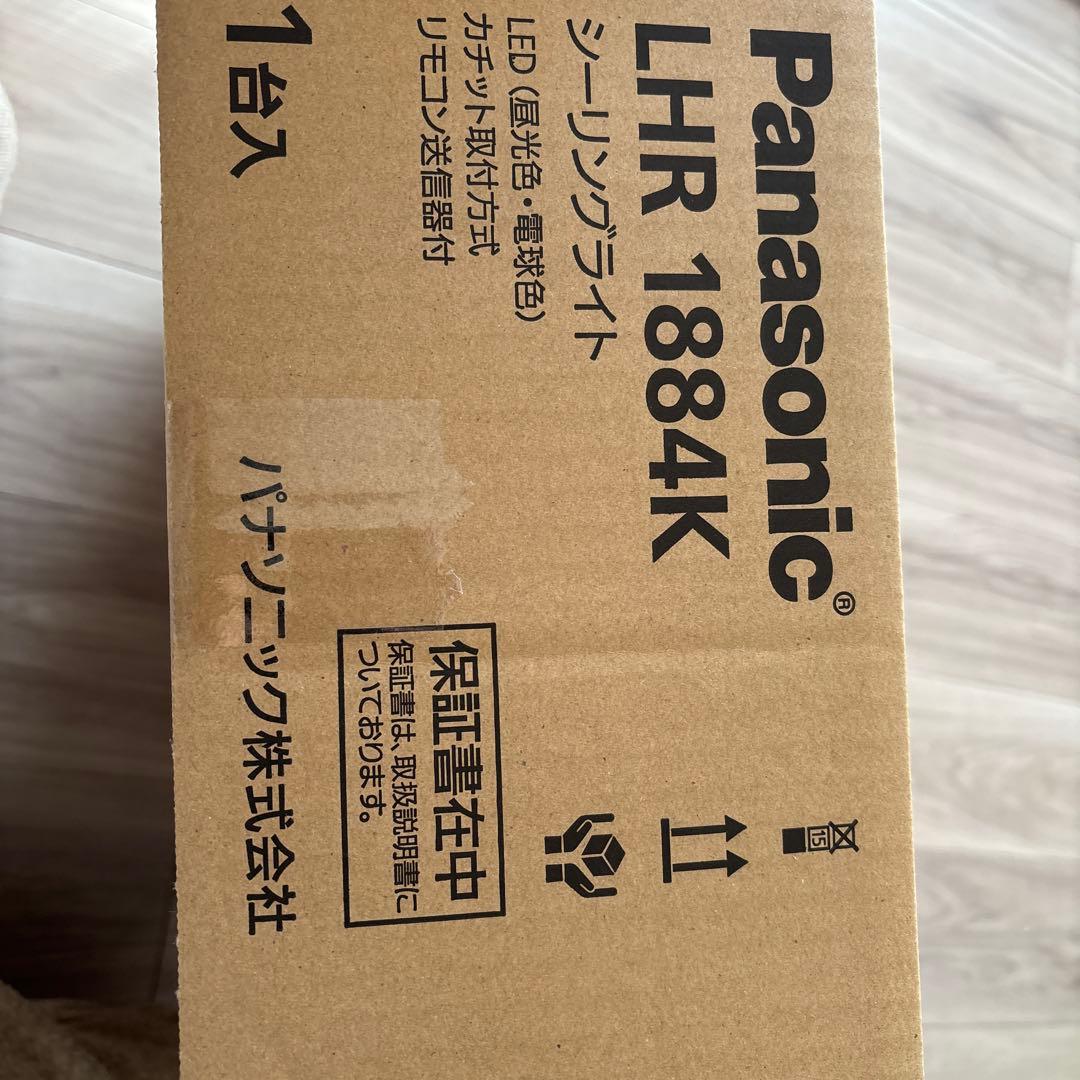 Panasonic®
LHR 1884K
シーリングライト
LED（昼光色・電球色）
カチット取付方式
リモコン送信器付
1台入
15
保証書在中
保証書は、取扱説明書に
ついております。
パナソニック株式会社